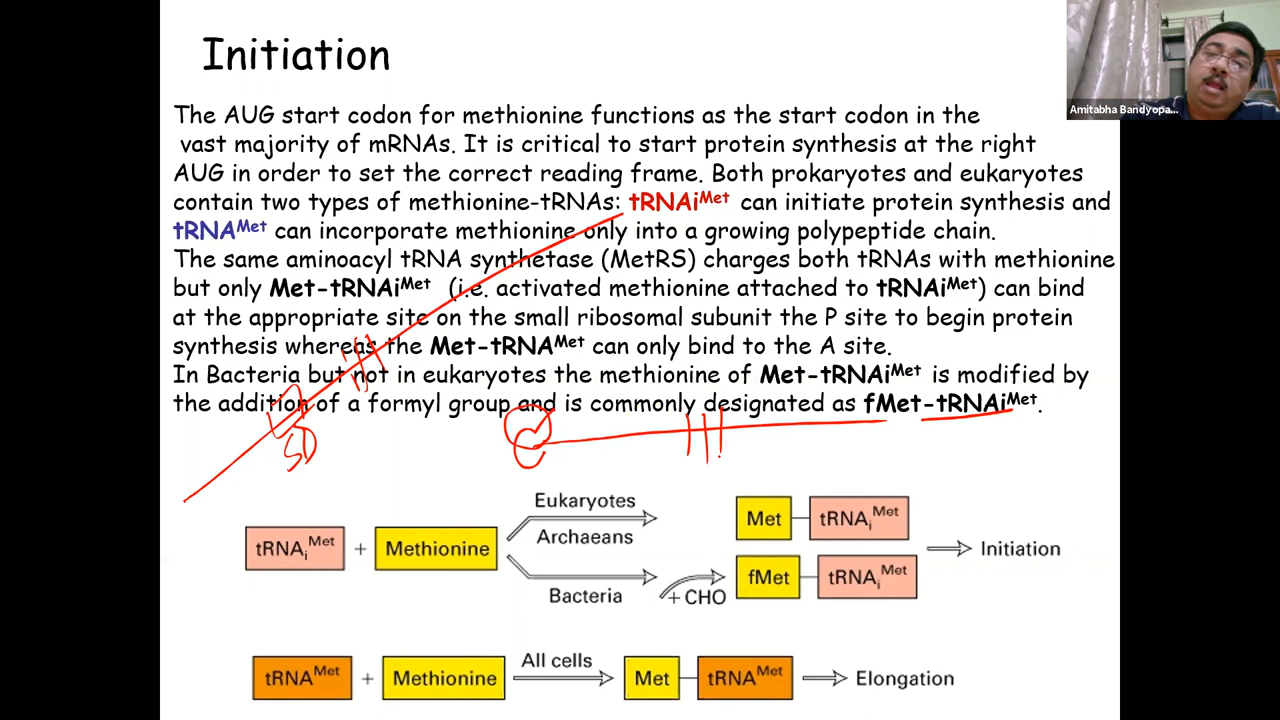 Initiation
Amitabha Bandyopa...
The AUG start codon for methionine functions as the start codon in the
vast majority of mRNAs. It is critical to start protein synthesis at the right
AUG in order to set the correct reading frame. Both prokaryotes and eukaryotes
contain two types of methionine-tRNAs: tRNAiMet can initiate protein synthesis and
tRNAMet can incorporate methionine only into a growing polypeptide chain.
The same aminoacyl tRNA synthetase (MetRS) charges both tRNAs with methionine
but only Met-tRNAiMet (i.e. activated methionine attached to tRNAiMet) can bind
at the appropriate site on the small ribosomal subunit the P site to begin protein
synthesis whereas the Met-tRNAMet can only bind to the A site.
In Bacteria but not in eukaryotes the methionine of Met-tRNAiMet is modified by
the addition of a formyl group and is commonly designated as fMet-tRNAiMet.
SD
Eukaryotes
Archaeans
tRNAiMet + Methionine
Met tRNAiMet
Initiation
Bacteria
+ CHO
fMet tRNAiMet
tRNAMet + Methionine
All cells
Met tRNAMet
Elongation